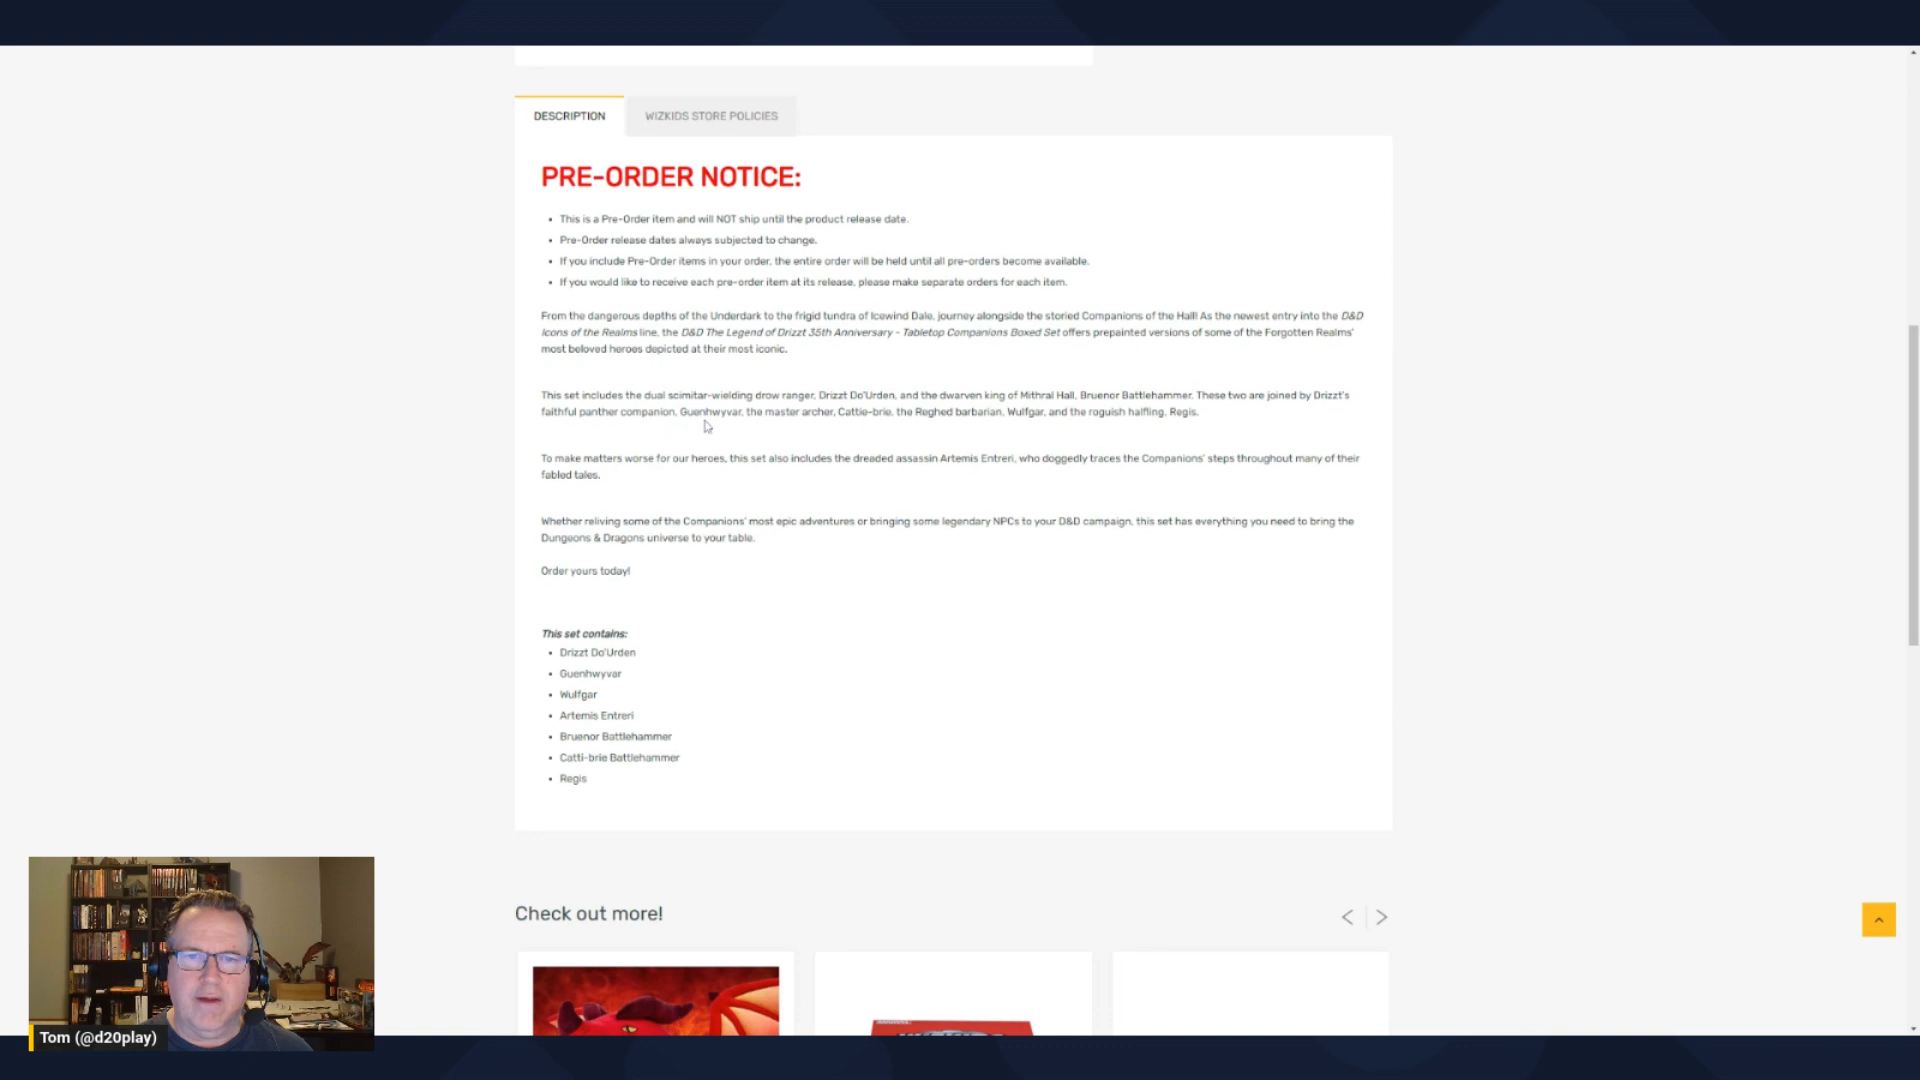 DESCRIPTION
WIZKIDS STORE POLICIES
PRE-ORDER NOTICE:
• This is a Pre-Order item and will NOT ship until the product release date.
• Pre-Order release dates always subjected to change.
• If you include Pre-Order items in your order, the entire order will be held until all pre-orders become available.
• If you would like to receive each pre-order item at its release, please make separate orders for each item.
From the dangerous depths of the Underdark to the frigid tundra of Icewind Dale, journey alongside the storied Companions of the Hall! As the newest entry into the D&D
Icons of the Realms line, the D&D The Legend of Drizzt 35th Anniversary - Tabletop Companions Boxed Set offers prepainted versions of some of the Forgotten Realms'
most beloved heroes depicted at their most iconic.
This set includes the dual scimitar-wielding drow ranger, Drizzt Do'Urden, and the dwarven king of Mithral Hall, Bruenor Battlehammer. These two are joined by Drizzt's
faithful panther companion, Guenhwyvar, the master archer, Cattie-brie, the Reghed barbarian, Wulfgar, and the roguish halfling, Regis.
To make matters worse for our heroes, this set also includes the dreaded assassin Artemis Entreri, who doggedly traces the Companions' steps throughout many of their
fabled tales.
Whether reliving some of the Companions' most epic adventures or bringing some legendary NPCs to your D&D campaign, this set has everything you need to bring the
Dungeons & Dragons universe to your table.
Order yours today!
This set contains:
• Drizzt Do'Urden
• Guenhwyvar
• Wulfgar
• Artemis Entreri
• Bruenor Battlehammer
• Catti-brie Battlehammer
• Regis
Check out more!
Tom (@d20play)